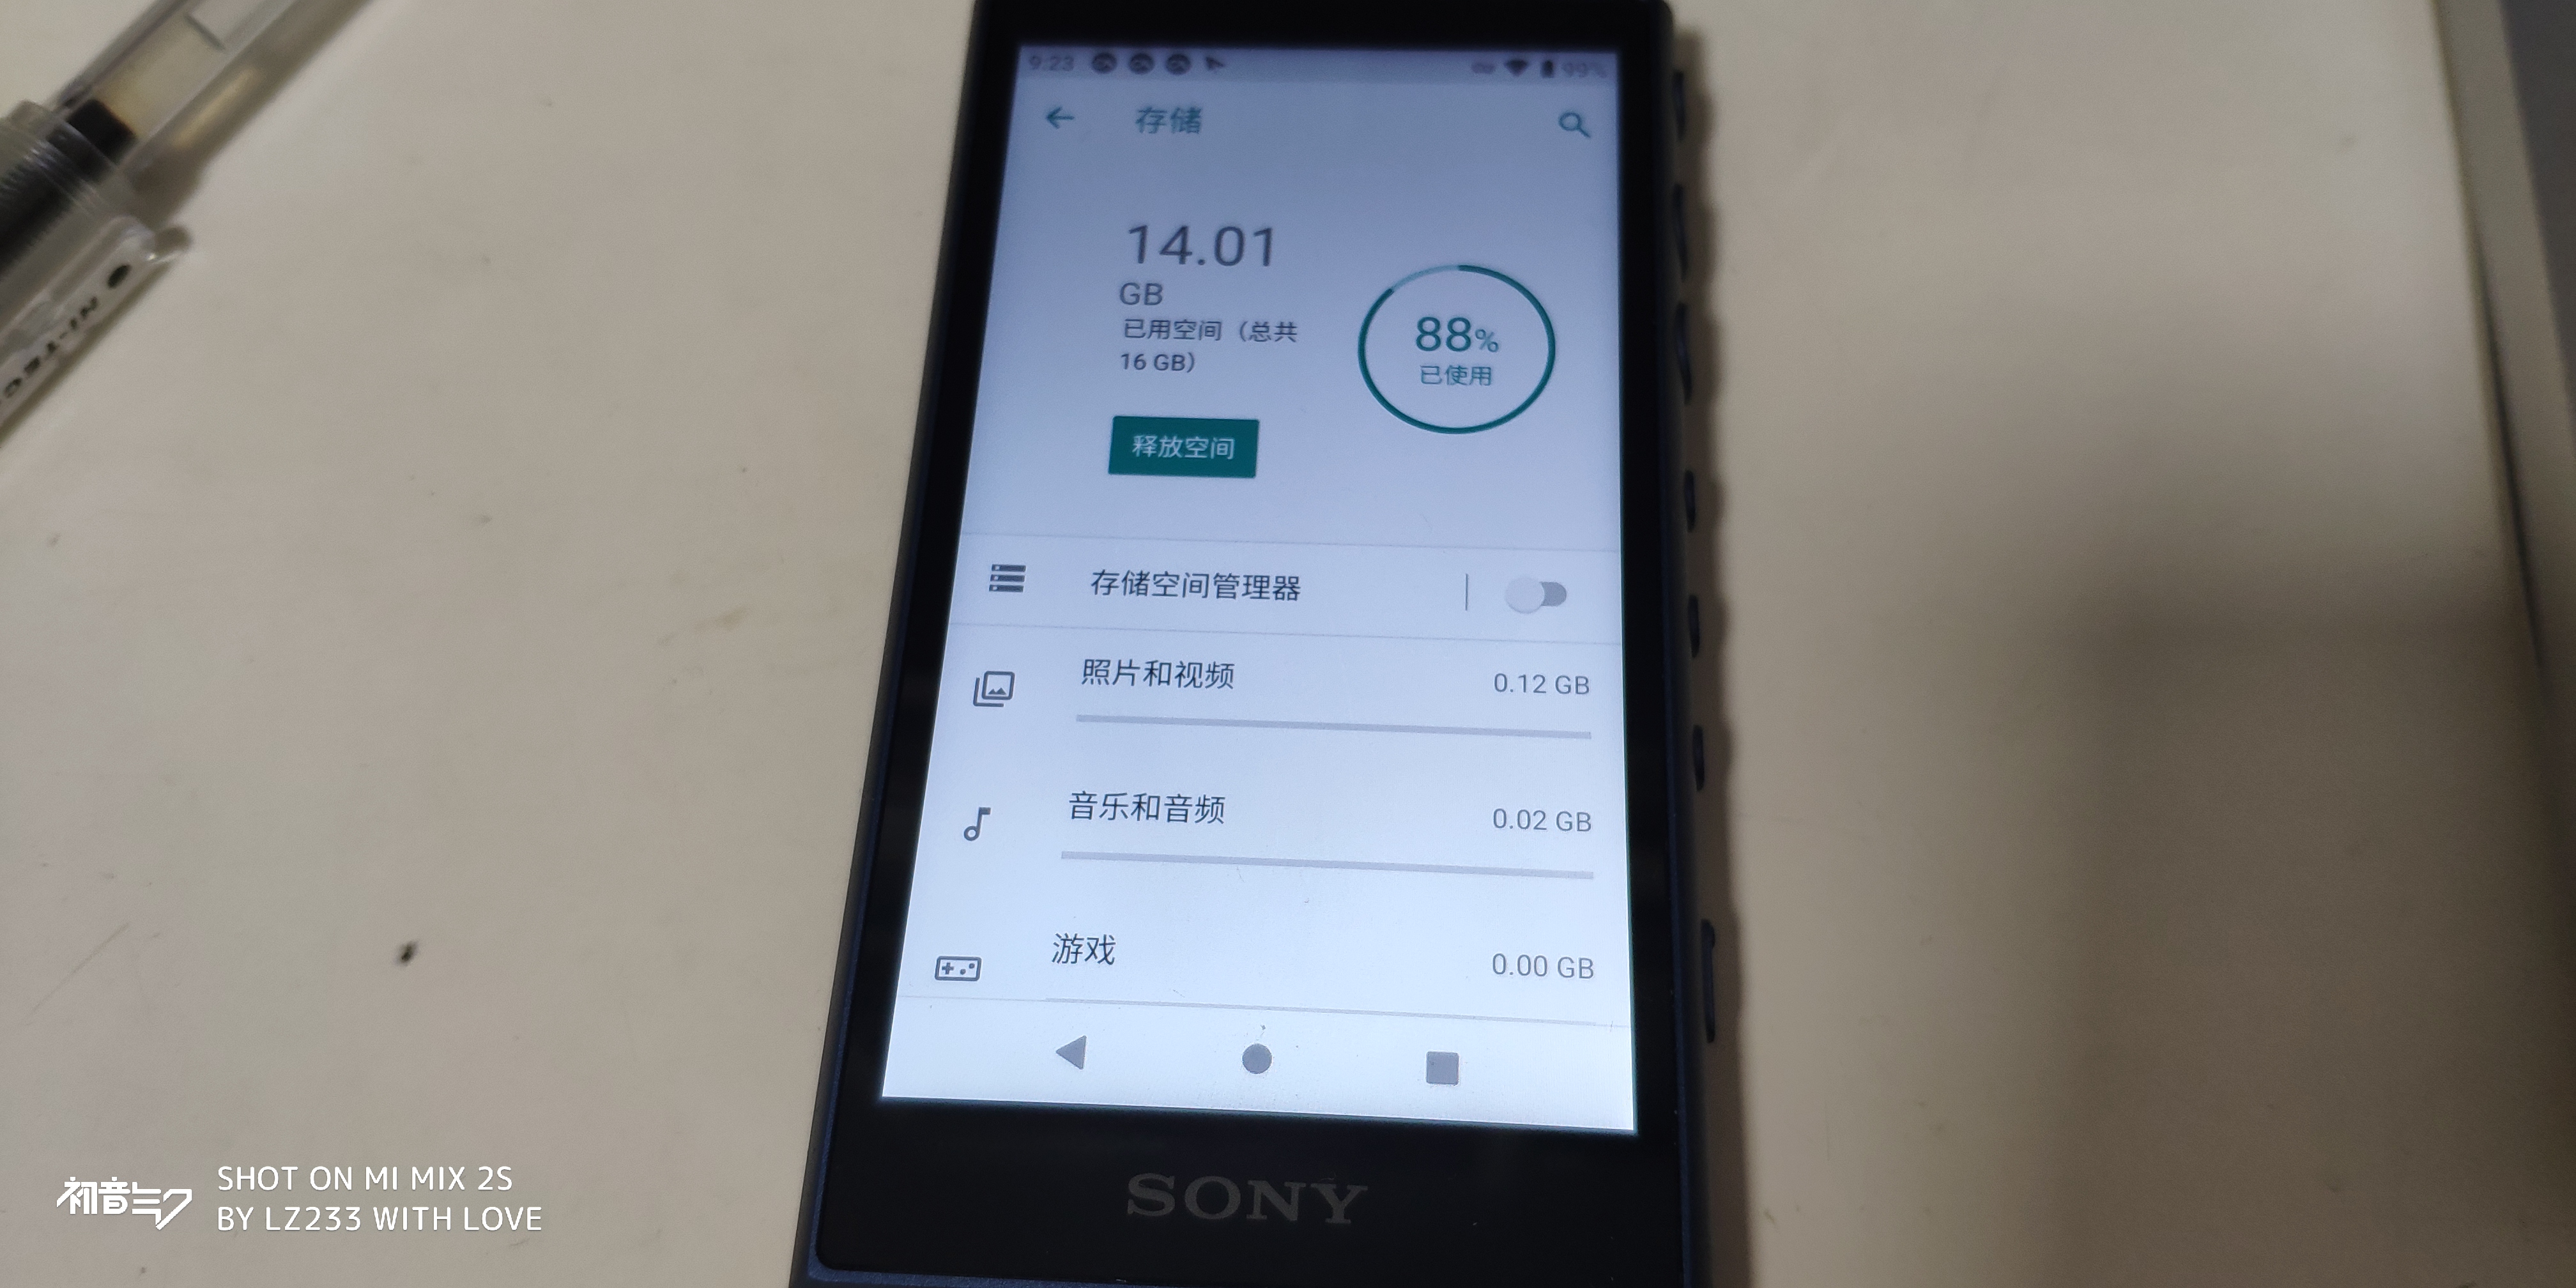 9:23
99%
存储
14.01
GB
已用空间（总共
16 GB）
88%
已使用
释放空间
存储空间管理器
照片和视频
0.12 GB
音乐和音频
0.02 GB
游戏
0.00 GB
SONY
初音ミク
SHOT ON MI MIX 2S
BY LZ233 WITH LOVE